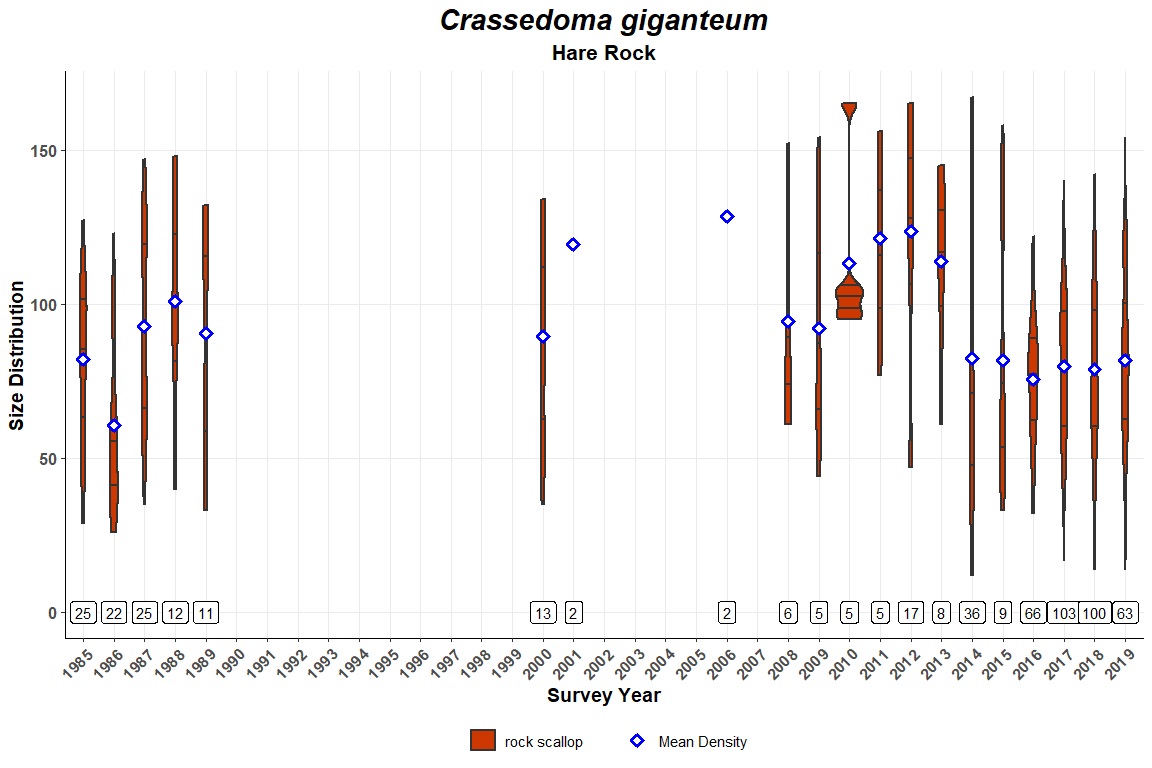 Crassedoma giganteum
Hare Rock
Size Distribution
150
100
50
0
25 22 25 12 11 13 2 2 6 5 5 5 17 8 36 9 66 103 100 63
1985 1986 1987 1988 1989 1990 1991 1992 1993 1994 1995 1996 1997 1998 1999 2000 2001 2002 2003 2004 2005 2006 2007 2008 2009 2010 2011 2012 2013 2014 2015 2016 2017 2018 2019
Survey Year
rock scallop Mean Density